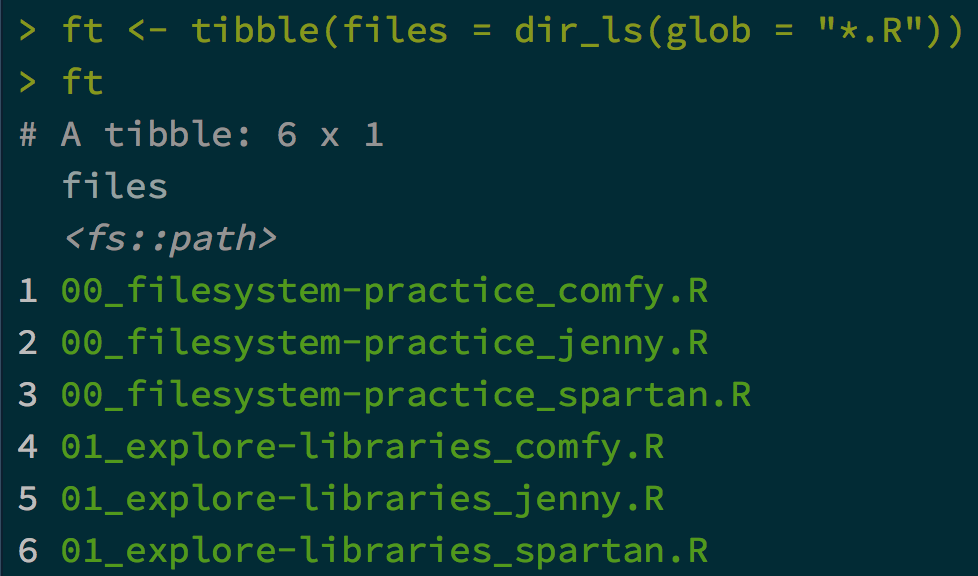 > ft <- tibble(files = dir_ls(glob = "*.R"))
> ft
# A tibble: 6 x 1
  files
  <fs::path>
1 00_filesystem-practice_comfy.R
2 00_filesystem-practice_jenny.R
3 00_filesystem-practice_spartan.R
4 01_explore-libraries_comfy.R
5 01_explore-libraries_jenny.R
6 01_explore-libraries_spartan.R